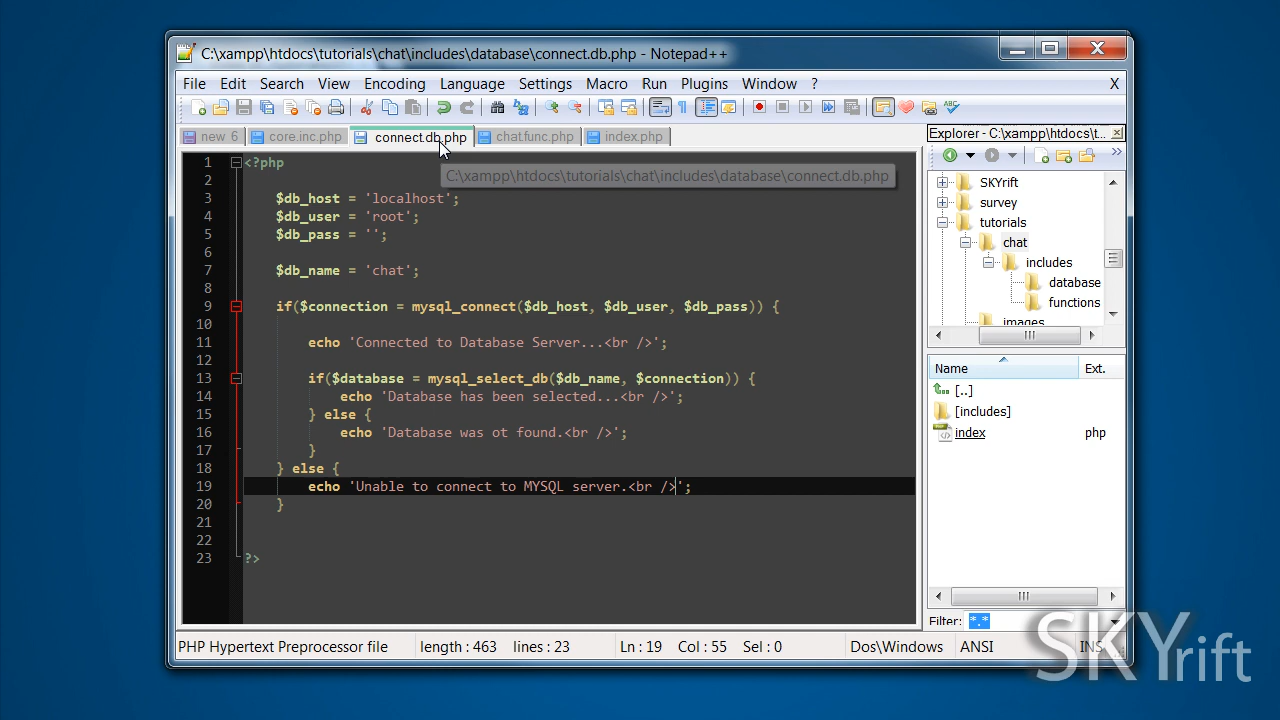 C:\xampp\htdocs\tutorials\chat\includes\database\connect.db.php - Notepad++
File Edit Search View Encoding Language Settings Macro Run Plugins Window ? X
new 6 core.inc.php connect.db.php chat.func.php index.php
C:\xampp\htdocs\tutorials\chat\includes\database\connect.db.php
1 <?php
2
3 $db_host = 'localhost';
4 $db_user = 'root';
5 $db_pass = '';
6
7 $db_name = 'chat';
8
9 if($connection = mysql_connect($db_host, $db_user, $db_pass)) {
10
11 echo 'Connected to Database Server...<br />';
12
13 if($database = mysql_select_db($db_name, $connection)) {
14 echo 'Database has been selected...<br />';
15 } else {
16 echo 'Database was ot found.<br />';
17 }
18 } else {
19 echo 'Unable to connect to MYSQL server.<br />';
20 }
21
22
23 ?>
Explorer - C:\xampp\htdocs\t...
SKYrift
survey
tutorials
chat
includes
database
functions
images
Name Ext.
[..]
[includes]
index php
Filter: *.*
PHP Hypertext Preprocessor file length : 463 lines : 23 Ln : 19 Col : 55 Sel : 0 Dos\Windows ANSI INS
SKYrift